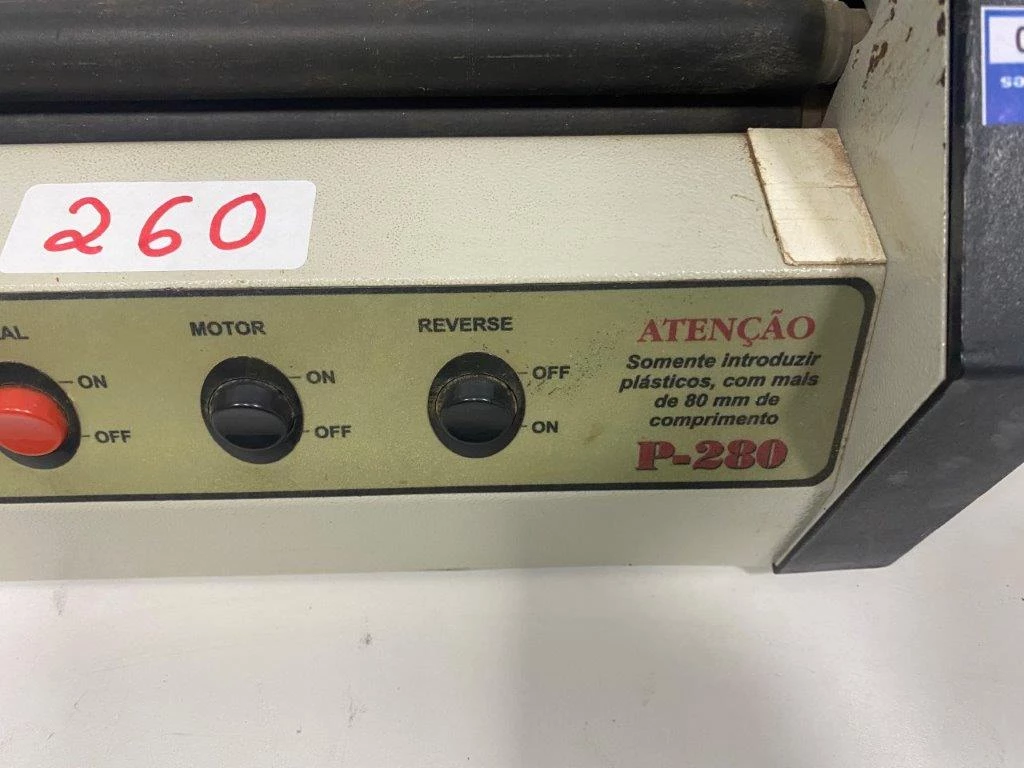 260
AL
MOTOR
REVERSE
ON
OFF
ON
OFF
OFF
ON
ATENÇÃO
Somente introduzir
plásticos, com mais
de 80 mm de
comprimento
P-280